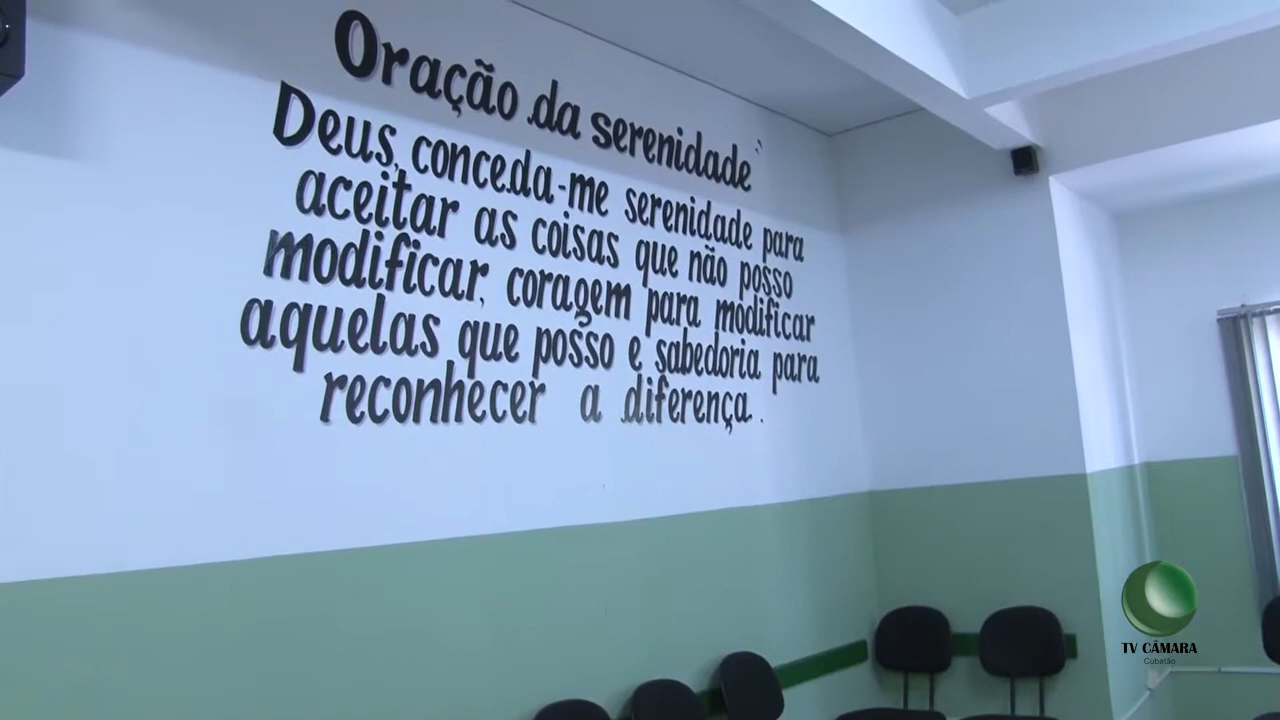 Oração da serenidade
Deus, conceda-me serenidade para
aceitar as coisas que não posso
modificar, coragem para modificar
aquelas que posso e sabedoria para
reconhecer a diferença.
TV CÂMARA
Cubatão